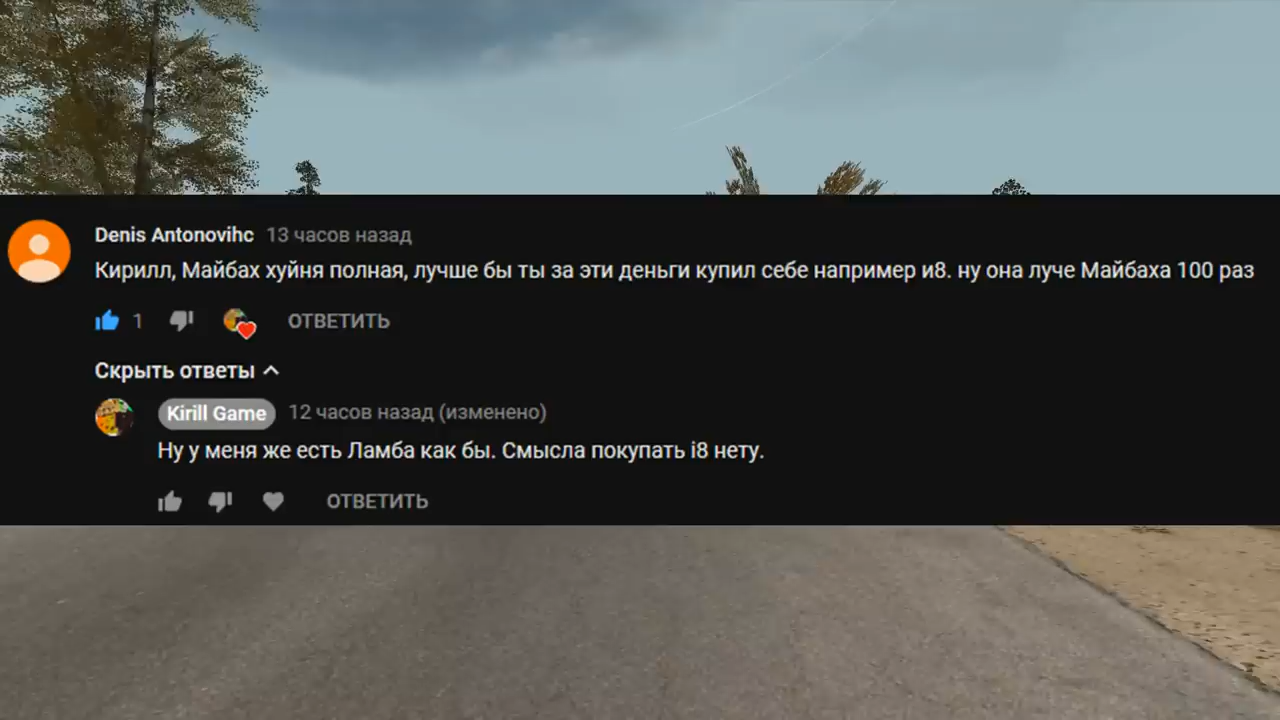 Denis Antonovihc 13 часов назад
Кирилл, Майбах хуйня полная, лучше бы ты за эти деньги купил себе например и8. ну она луче Майбаха 100 раз
1 ОТВЕТИТЬ
Скрыть ответы
Kirill Game 12 часов назад (изменено)
Ну у меня же есть Ламба как бы. Смысла покупать i8 нету.
ОТВЕТИТЬ